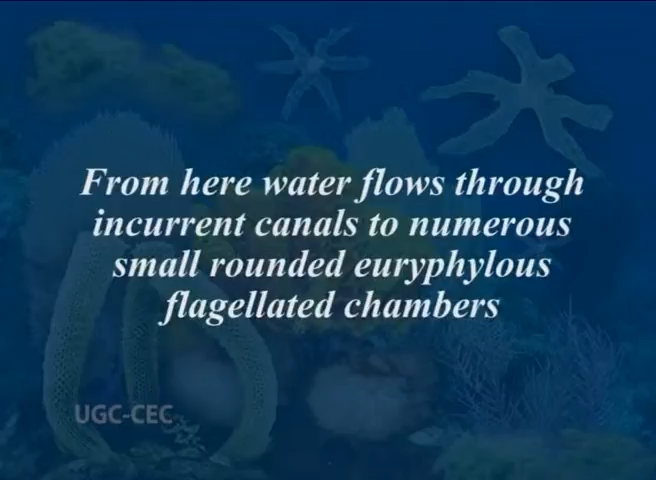 From here water flows through
incurrent canals to numerous
small rounded euryphylous
flagellated chambers
UGC-CEC